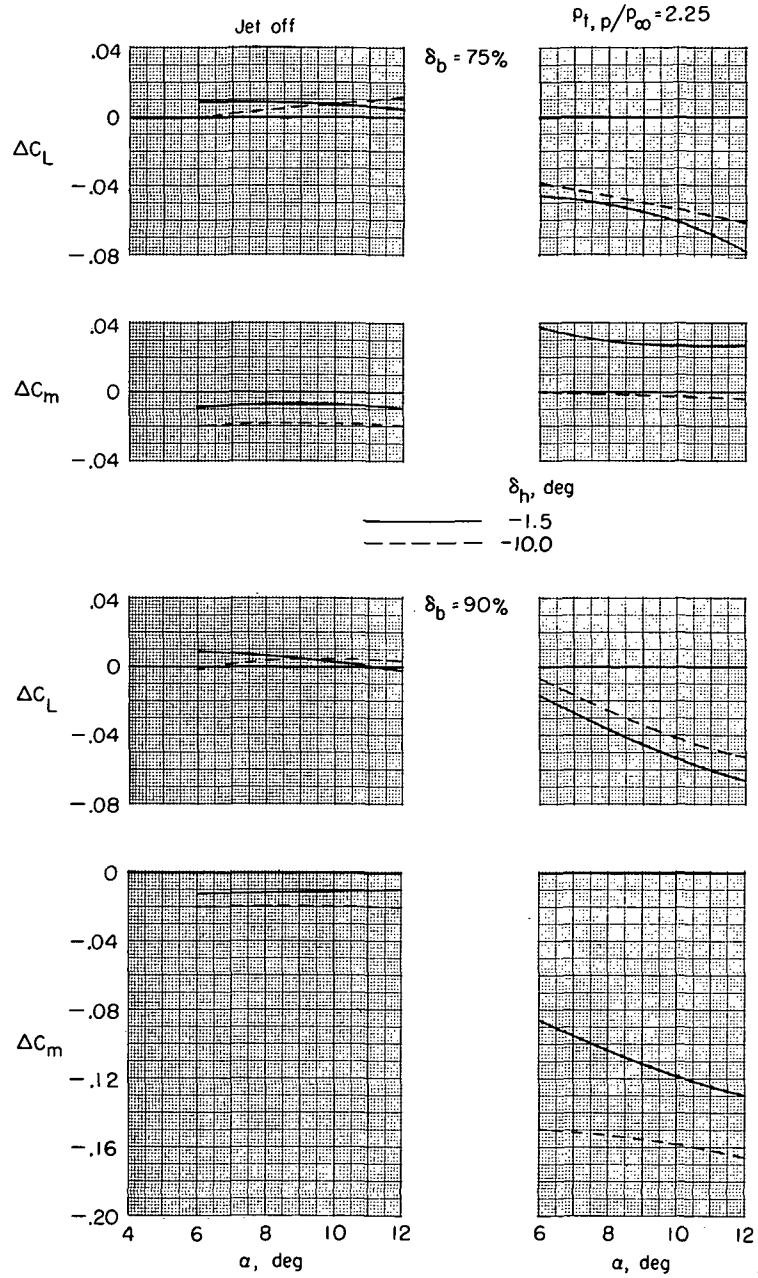 Jet off
p_t, p/p_∞ = 2.25
δ_b = 75%
.04
0
ΔC_L
-.04
-.08
.04
ΔC_m
0
-.04
δ_h, deg
-1.5
-10.0
δ_b = 90%
.04
0
ΔC_L
-.04
-.08
0
-.04
-.08
ΔC_m
-.12
-.16
-.20
4 6 8 10 12
6 8 10 12
α, deg
α, deg